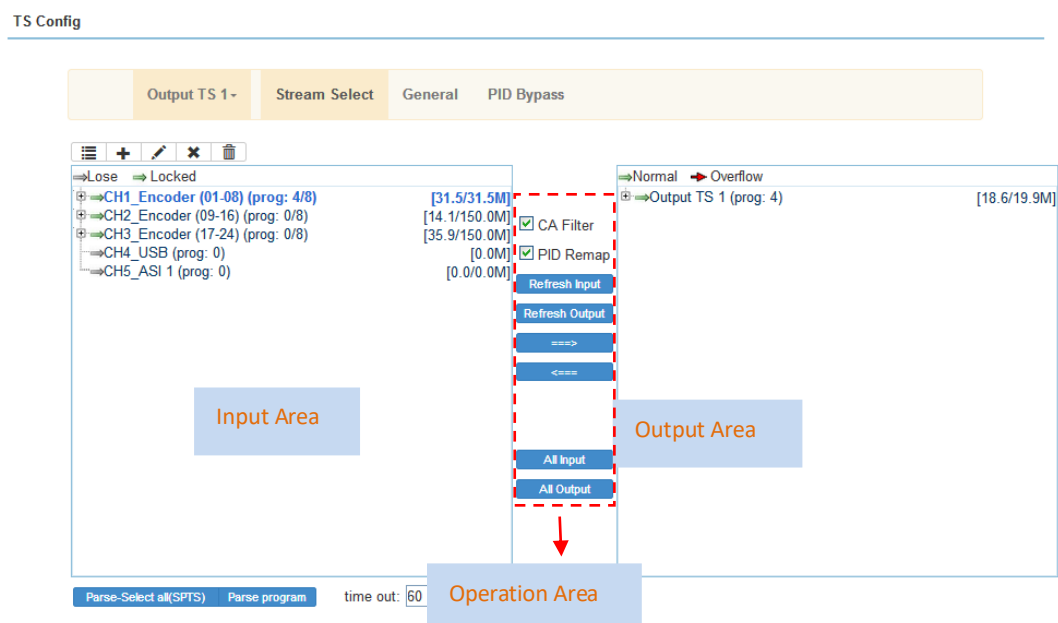 TS Config
Output TS 1
Stream Select
General
PID Bypass
Lose
Locked
CH1_Encoder (01-08) (prog: 4/8) [31.5/31.5M]
CH2_Encoder (09-16) (prog: 0/8) [14.1/150.0M]
CH3_Encoder (17-24) (prog: 0/8) [35.9/150.0M]
CH4_USB (prog: 0) [0.0M]
CH5_ASI 1 (prog: 0) [0.0/0.0M]
CA Filter
PID Remap
Refresh Input
Refresh Output
===>
<===
All Input
All Output
Normal
Overflow
Output TS 1 (prog: 4) [18.6/19.9M]
Input Area
Output Area
Operation Area
Parse-Select all(SPTS)
Parse program
time out: 60